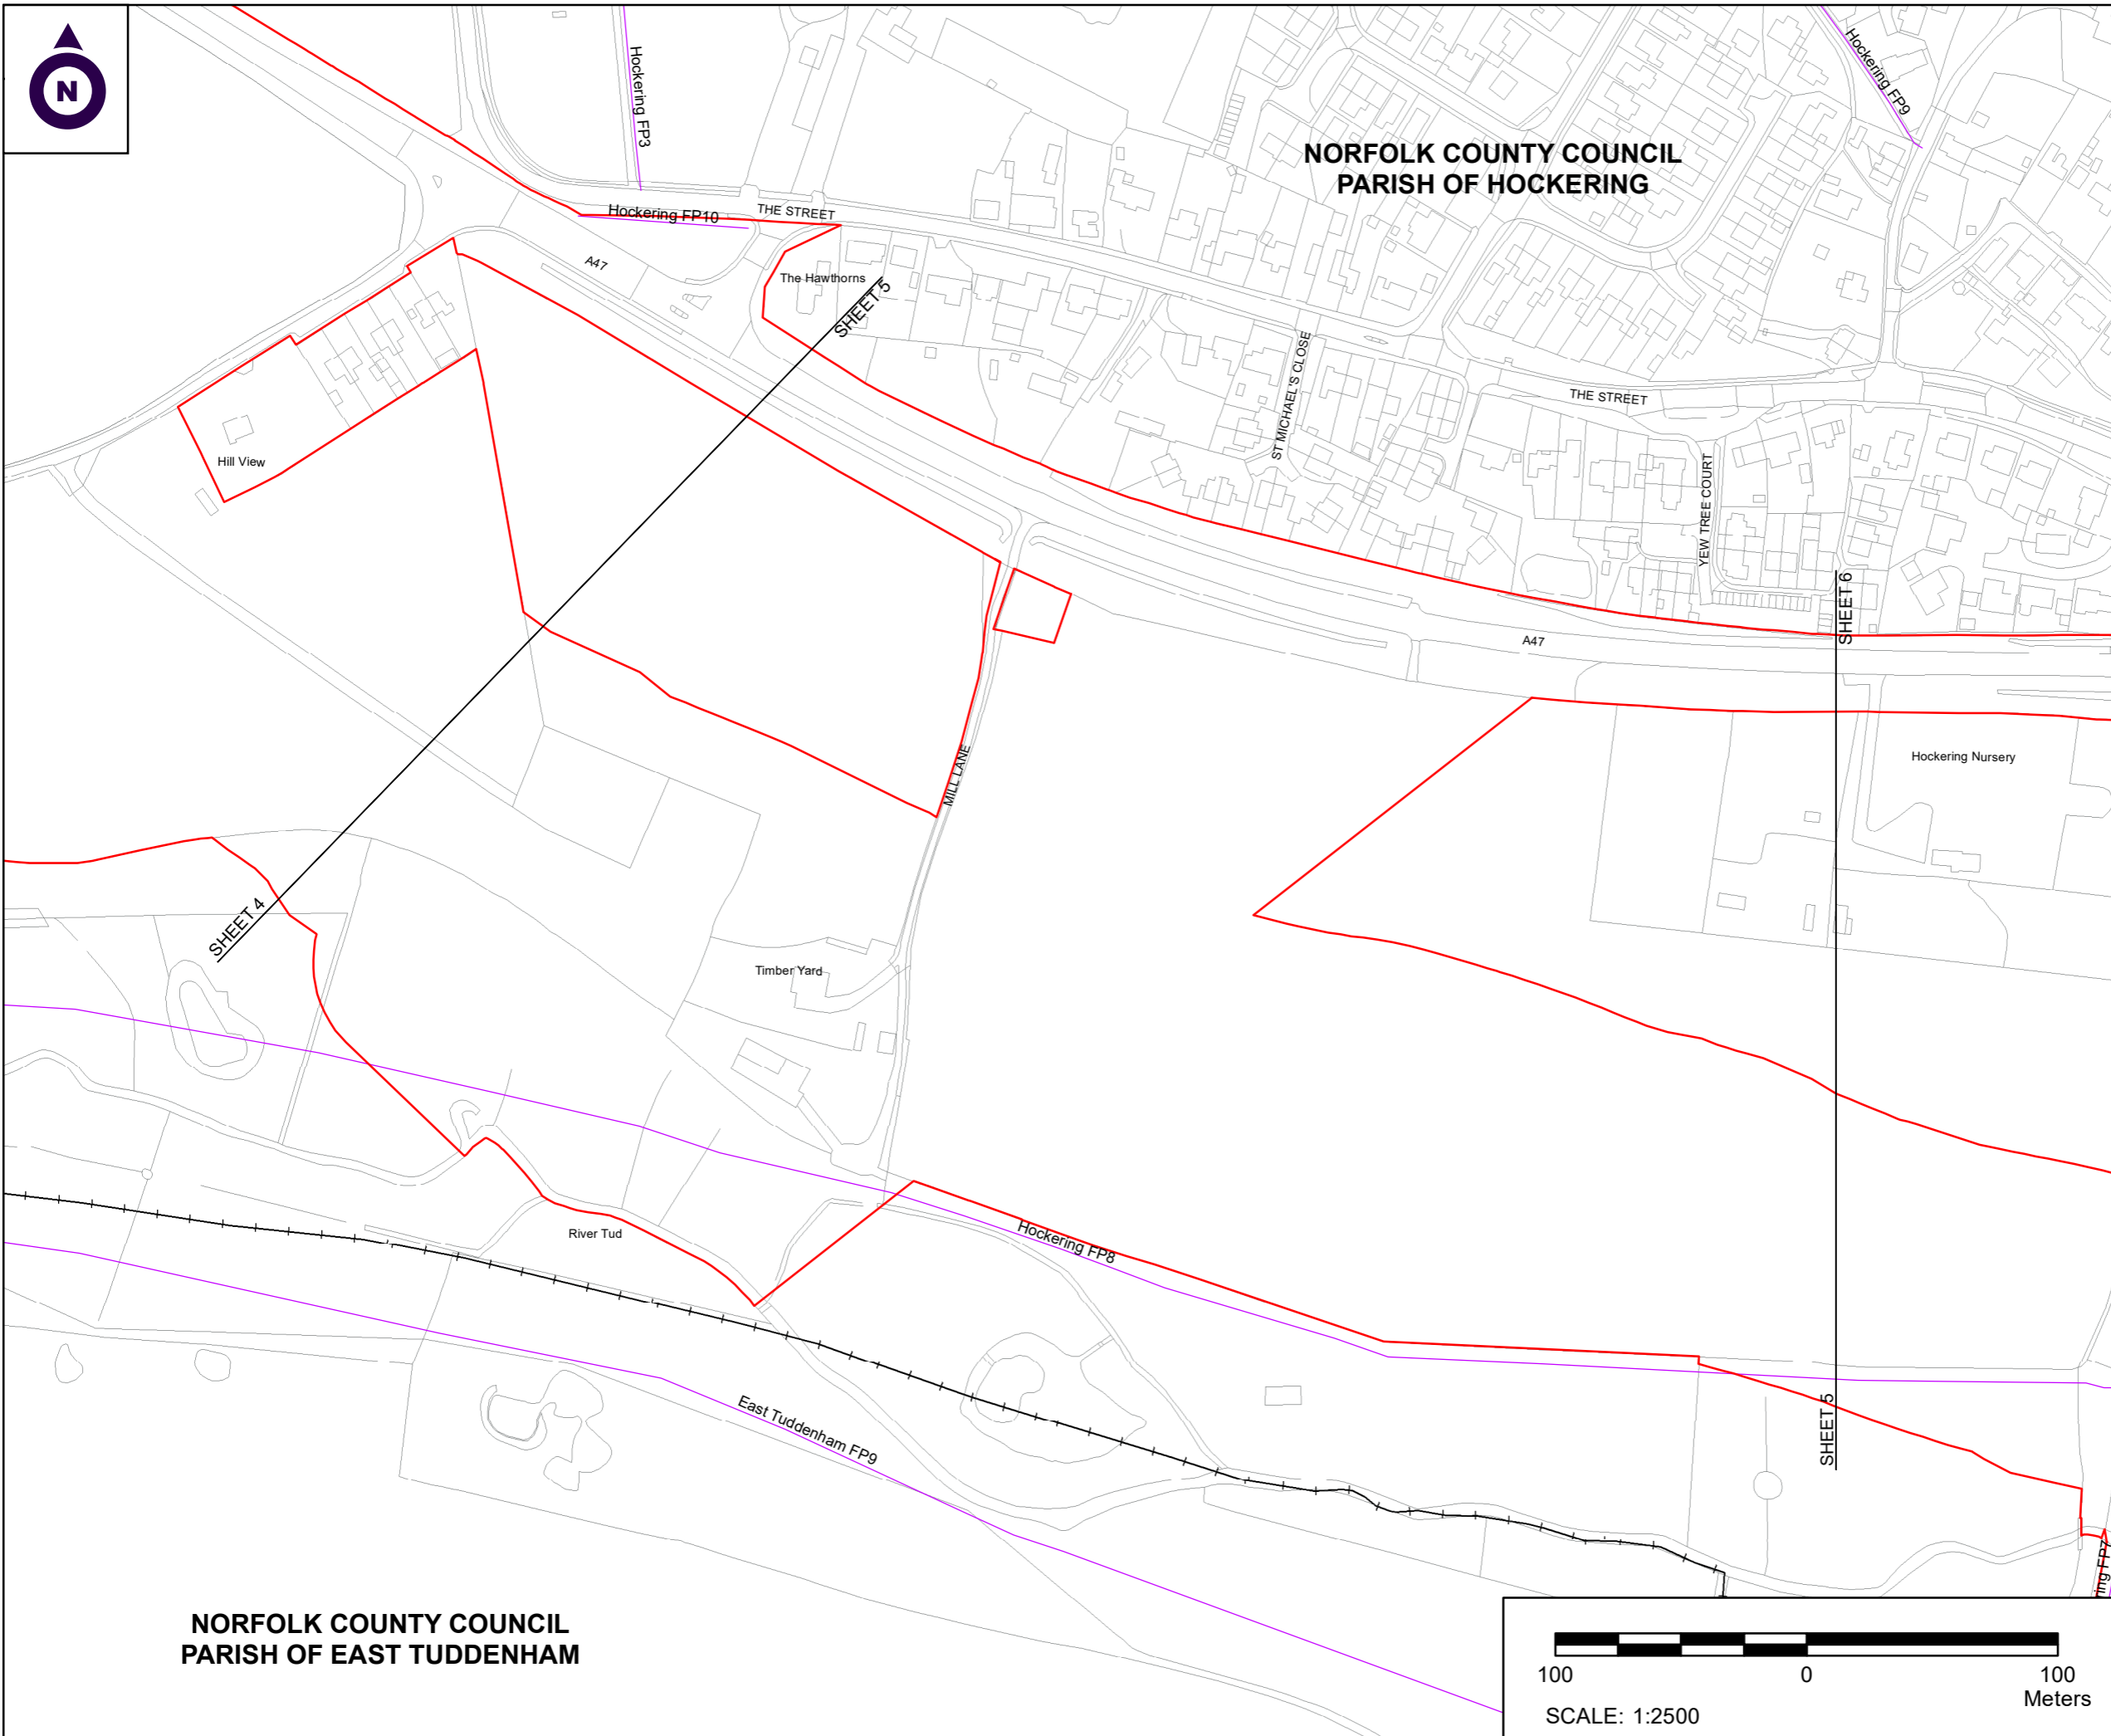 N
Hockering FP3
Hockering FP9
NORFOLK COUNTY COUNCIL
PARISH OF HOCKERING
Hockering FP10
THE STREET
A47
The Hawthorns
SHEET 5
ST MICHAEL'S CLOSE
THE STREET
Hill View
YEW TREE COURT
SHEET 6
A47
MILL LANE
Hockering Nursery
SHEET 4
Timber Yard
River Tud
Hockering FP8
East Tuddenham FP9
SHEET 5
ing FP7
NORFOLK COUNTY COUNCIL
PARISH OF EAST TUDDENHAM
100 0 100
Meters
SCALE: 1:2500